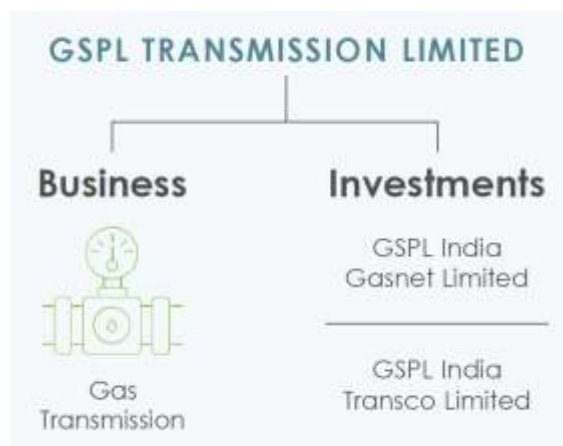 GSPL TRANSMISSION LIMITED
Business
Gas
Transmission
Investments
GSPL India
Gasnet Limited
GSPL India
Transco Limited